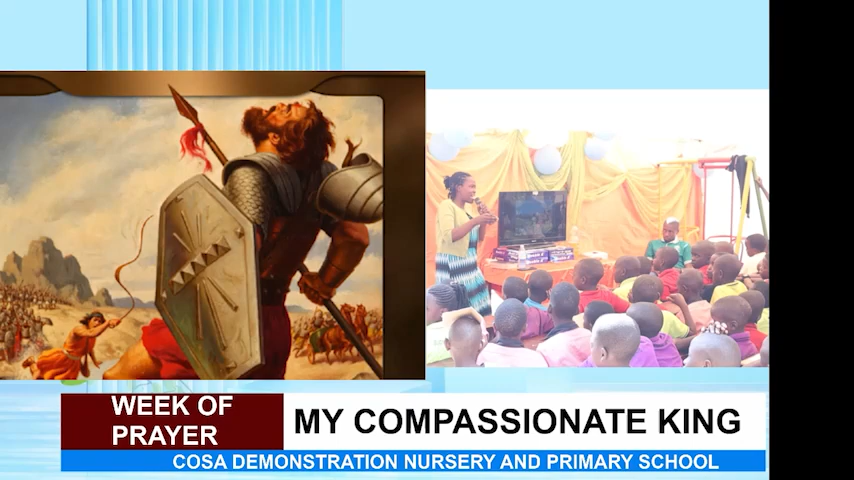 WEEK OF
PRAYER
MY COMPASSIONATE KING
COSA DEMONSTRATION NURSERY AND PRIMARY SCHOOL